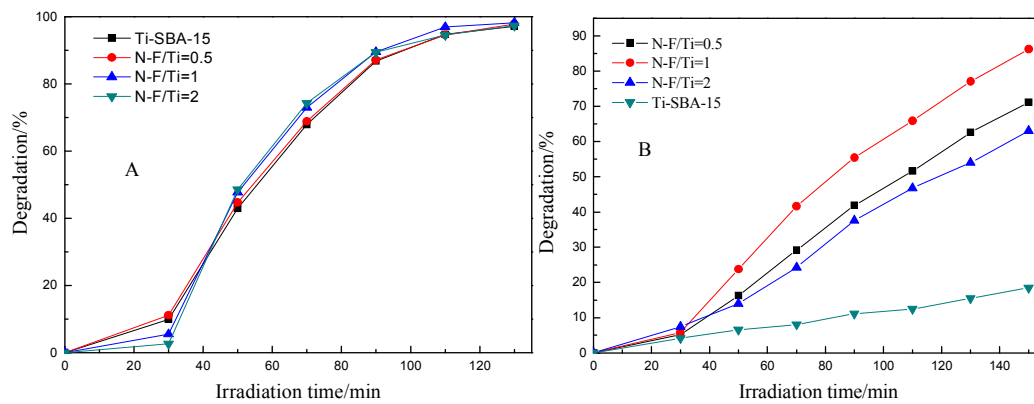 100
80
60
40
20
0
Degradation/%
Ti-SBA-15
N-F/Ti=0.5
N-F/Ti=1
N-F/Ti=2
A
0 20 40 60 80 100 120
Irradiation time/min
90
80
70
60
50
40
30
20
10
0
Degradation/%
N-F/Ti=0.5
N-F/Ti=1
N-F/Ti=2
Ti-SBA-15
B
0 20 40 60 80 100 120 140
Irradiation time/min